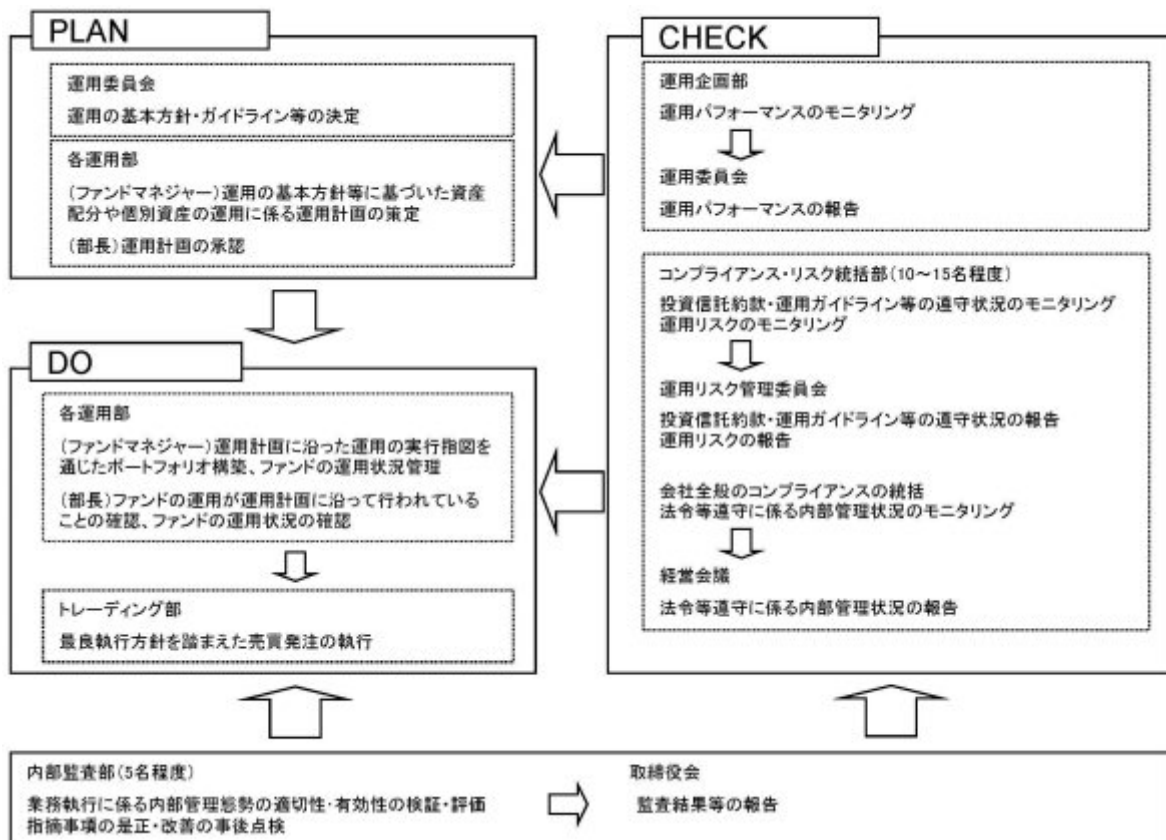 PLAN
運用委員会
運用の基本方針・ガイドライン等の決定
各運用部
(ファンドマネジャー)運用の基本方針等に基づいた資産
配分や個別資産の運用に係る運用計画の策定
(部長)運用計画の承認
DO
各運用部
(ファンドマネジャー)運用計画に沿った運用の実行指図を
通じたポートフォリオ構築、ファンドの運用状況管理
(部長)ファンドの運用が運用計画に沿って行われている
ことの確認、ファンドの運用状況の確認
トレーディング部
最良執行方針を踏まえた売買発注の執行
CHECK
運用企画部
運用パフォーマンスのモニタリング
運用委員会
運用パフォーマンスの報告
コンプライアンス・リスク統括部(10～15名程度)
投資信託約款・運用ガイドライン等の遵守状況のモニタリング
運用リスクのモニタリング
運用リスク管理委員会
投資信託約款・運用ガイドライン等の遵守状況の報告
運用リスクの報告
会社全般のコンプライアンスの統括
法令等遵守に係る内部管理状況のモニタリング
経営会議
法令等遵守に係る内部管理状況の報告
内部監査部(5名程度)
業務執行に係る内部管理態勢の適切性・有効性の検証・評価
指摘事項の是正・改善の事後点検
取締役会
監査結果等の報告